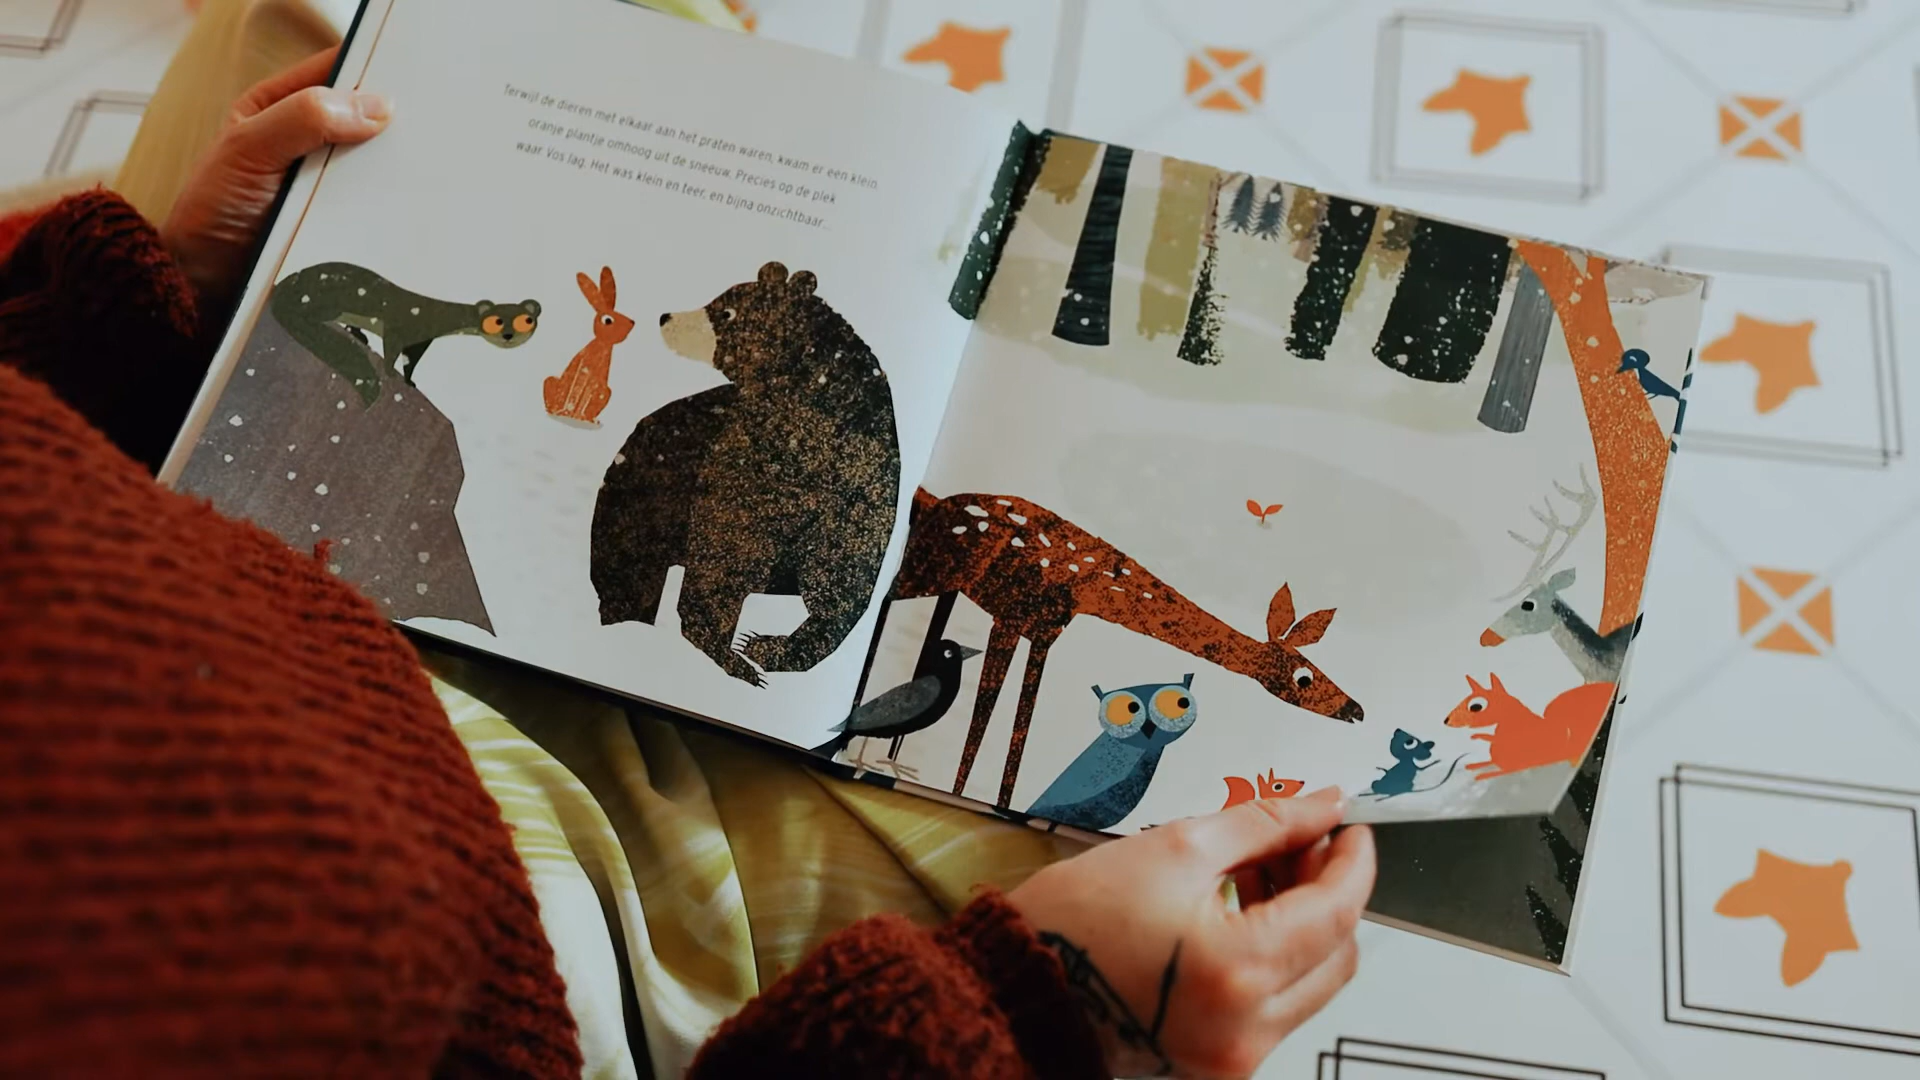 Terwijl de dieren met elkaar aan het praten waren, kwam er een klein,
oranje plantje omhoog uit de sneeuw. Precies op de plek
waar Vos lag. Het was klein en teer, en bijna onzichtbaar...